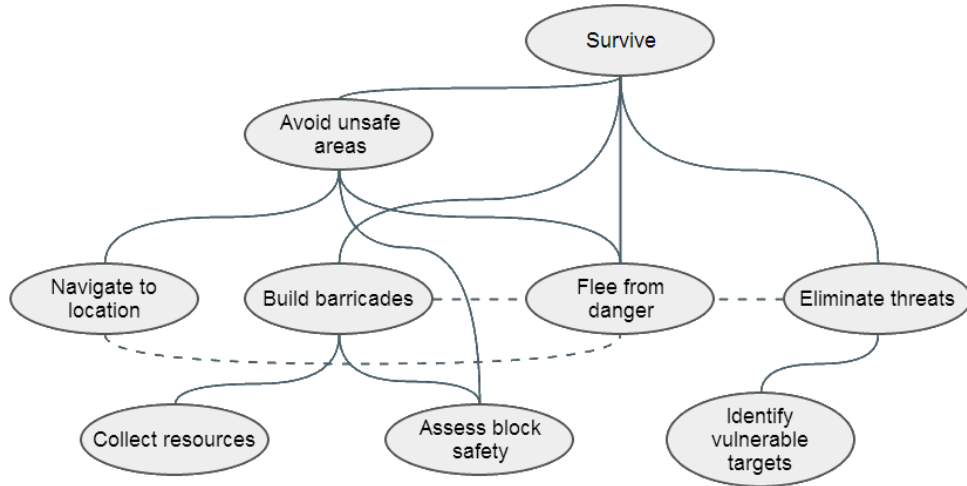 Survive
Avoid unsafe
areas
Navigate to
location
Build barricades
Flee from
danger
Eliminate threats
Collect resources
Assess block
safety
Identify
vulnerable
targets